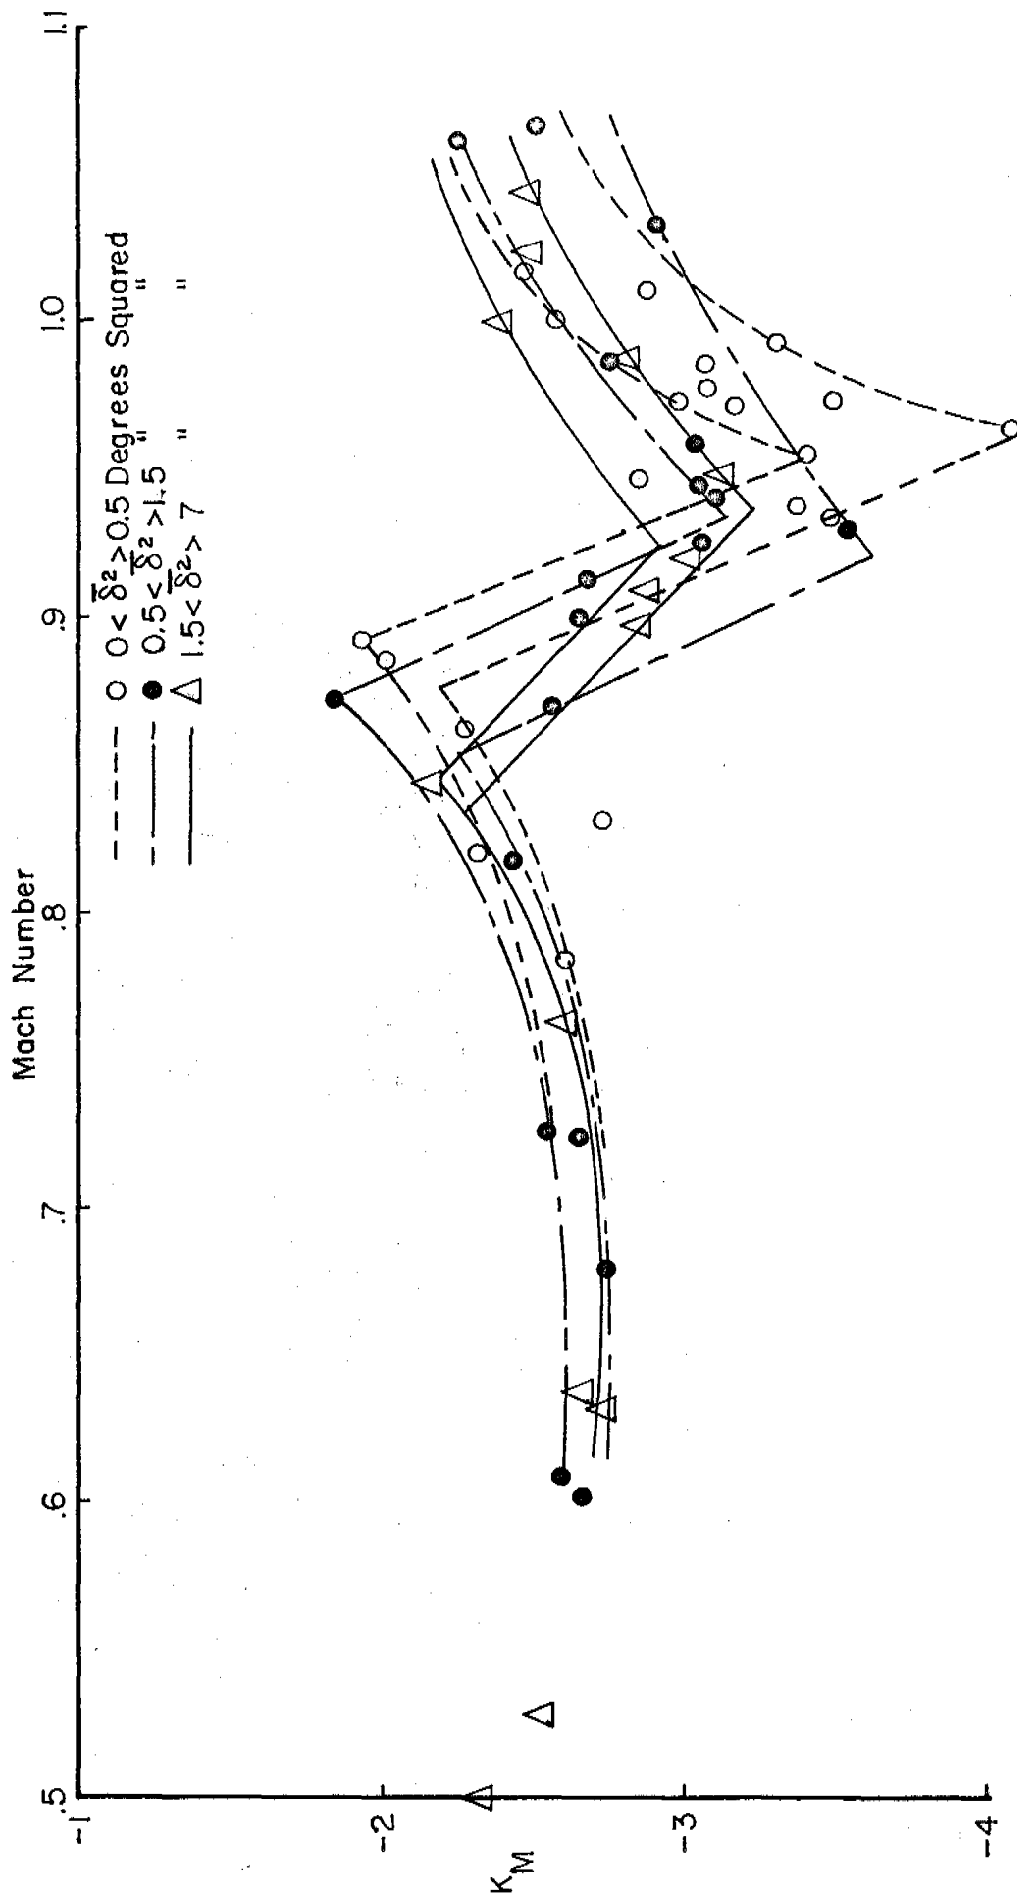 Mach Number
.5 .6 .7 .8 .9 1.0 1.1
-1
-2
-3
-4
K_M
0 < δ̅² > 0.5 Degrees Squared
0.5 < δ̅² > 1.5 " "
1.5 < δ̅² > 7 " "